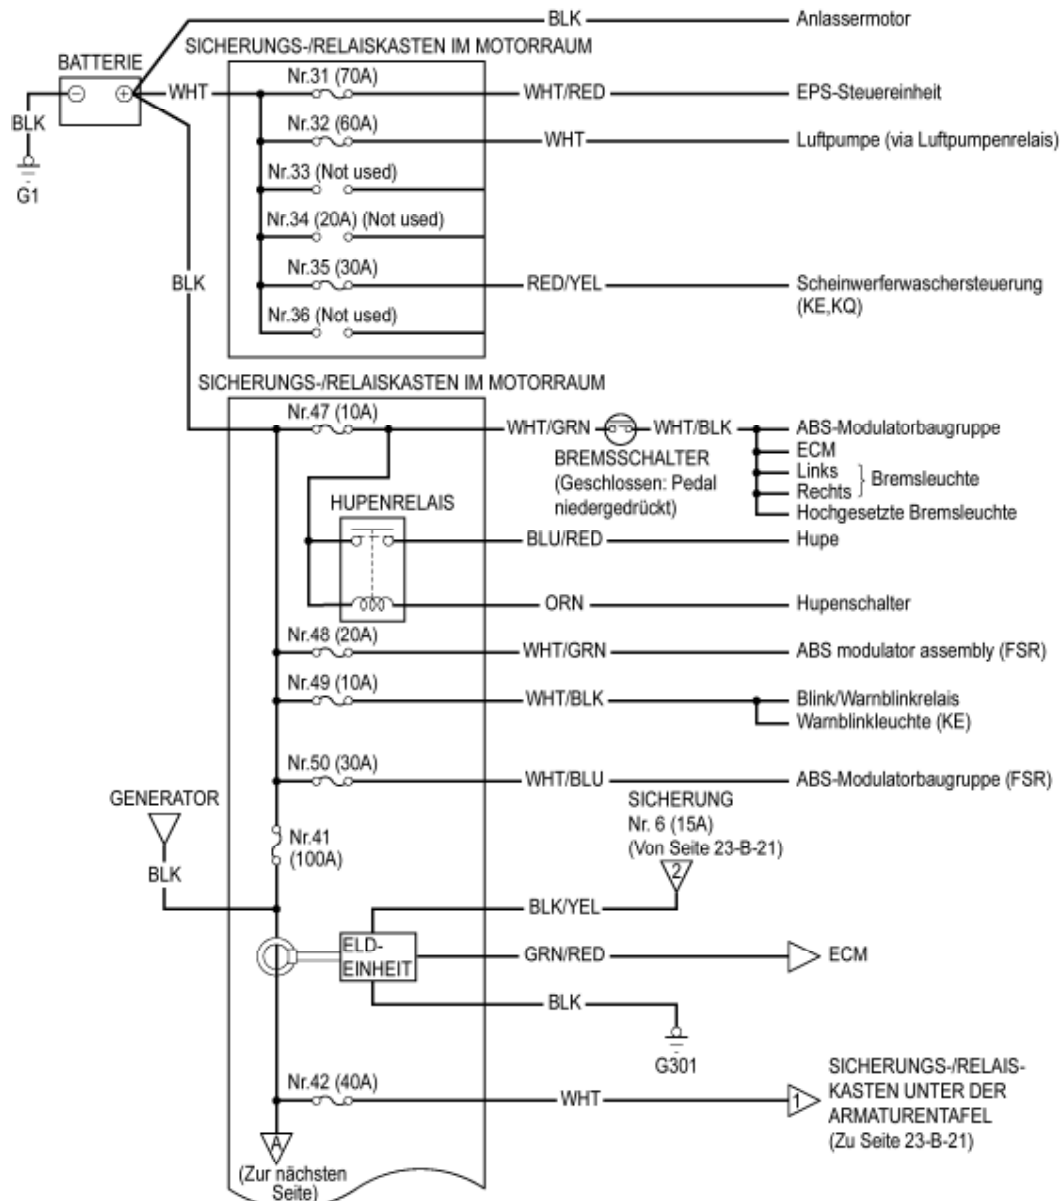 BLK
Anlassermotor
SICHERUNGS-/RELAISKASTEN IM MOTORRAUM
BATTERIE
Nr.31 (70A)
WHT
WHT/RED
EPS-Steuereinheit
BLK
Nr.32 (60A)
WHT
Luftpumpe (via Luftpumpenrelais)
G1
Nr.33 (Not used)
Nr.34 (20A) (Not used)
BLK
Nr.35 (30A)
RED/YEL
Scheinwerferwaschersteuerung
(KE,KQ)
Nr.36 (Not used)
SICHERUNGS-/RELAISKASTEN IM MOTORRAUM
Nr.47 (10A)
WHT/GRN
WHT/BLK
ABS-Modulatorbaugruppe
BREMSSCHALTER
(Geschlossen: Pedal
niedergedrückt)
ECM
Links
Rechts
Bremsleuchte
Hochgesetzte Bremsleuchte
HUPENRELAIS
BLU/RED
Hupe
ORN
Hupenschalter
Nr.48 (20A)
WHT/GRN
ABS modulator assembly (FSR)
Nr.49 (10A)
WHT/BLK
Blink/Warnblinkrelais
Warnblinkleuchte (KE)
Nr.50 (30A)
WHT/BLU
ABS-Modulatorbaugruppe (FSR)
GENERATOR
BLK
Nr.41
(100A)
SICHERUNG
Nr. 6 (15A)
(Von Seite 23-B-21)
2
BLK/YEL
ELD-
EINHEIT
GRN/RED
ECM
BLK
G301
Nr.42 (40A)
WHT
1
SICHERUNGS-/RELAIS-
KASTEN UNTER DER
ARMATURENTAFEL
(Zu Seite 23-B-21)
A
(Zur nächsten
Seite)